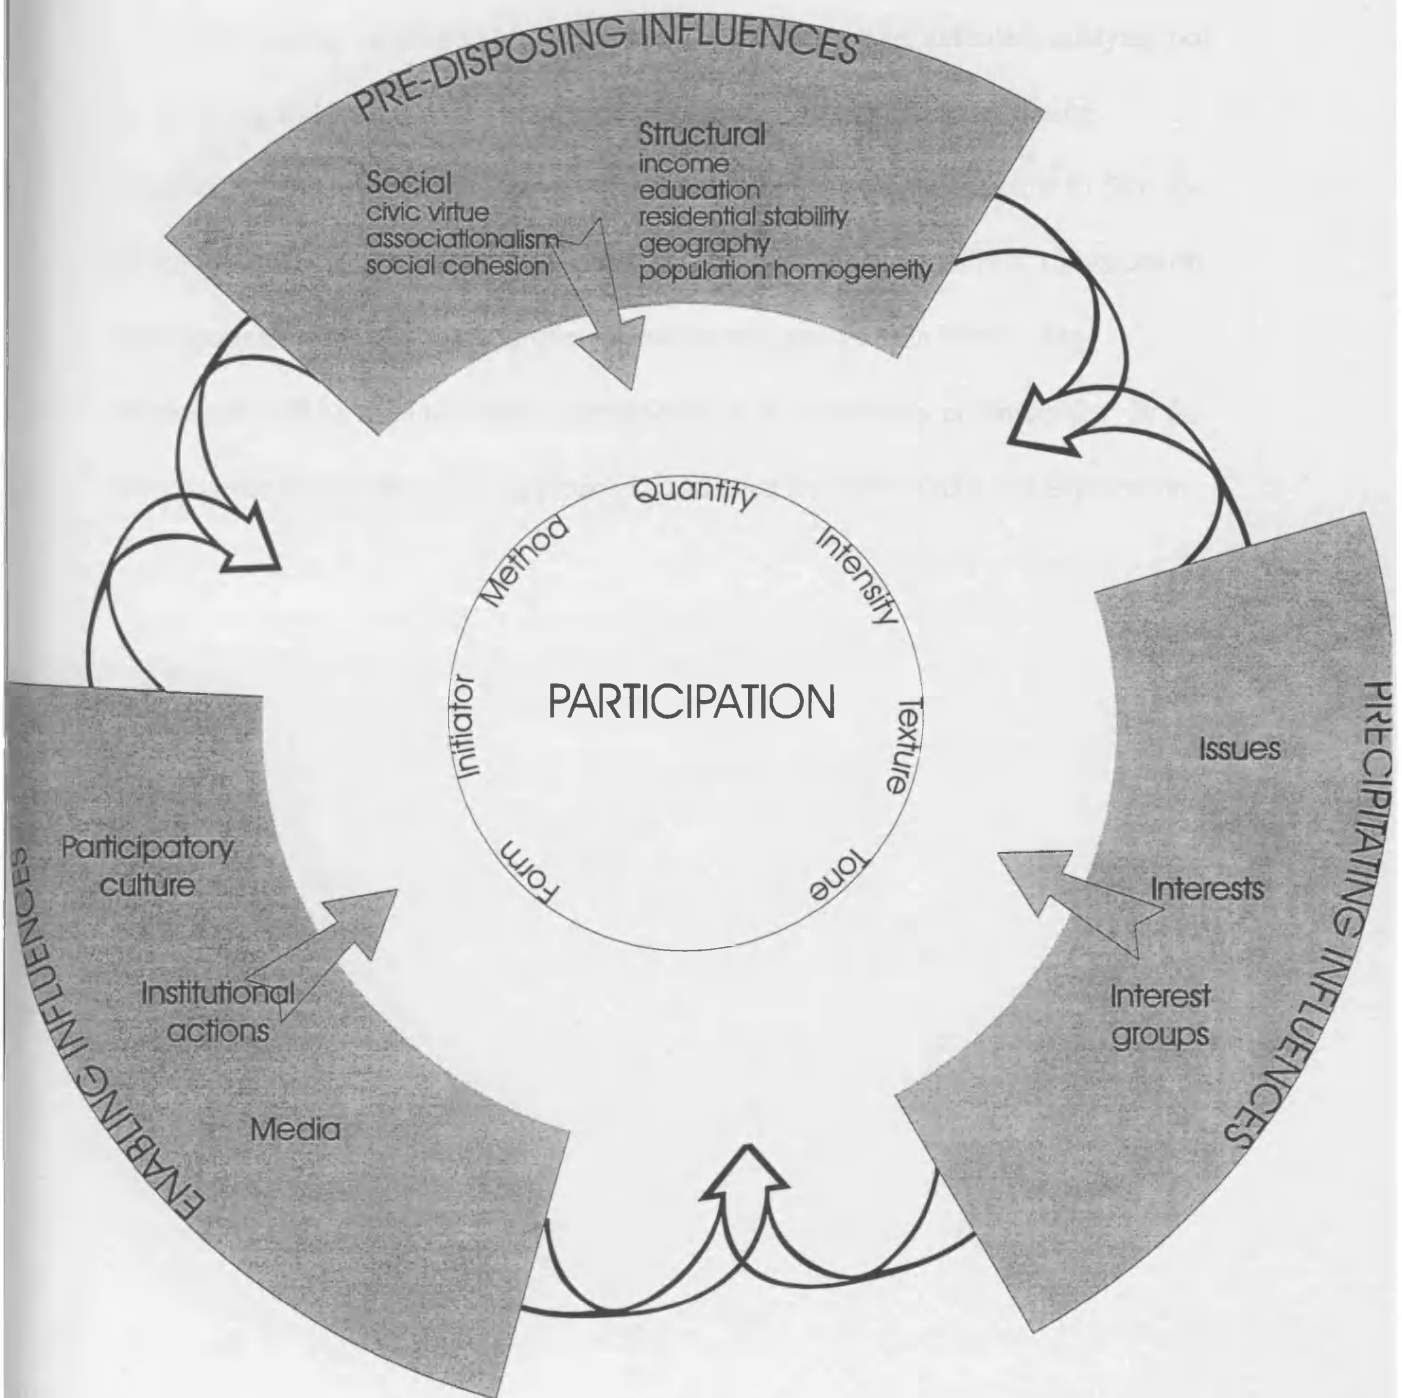 PRE-DISPOSING INFLUENCES
Social
civic virtue
associationalism
social cohesion
Structural
income
education
residential stability
geography
population homogeneity
Quantity
Intensity
Texture
Tone
Form
Initiator
Method
PARTICIPATION
PRECIPITATING INFLUENCES
Issues
Interests
Interest
groups
ENABLING INFLUENCES
Participatory
culture
Institutional
actions
Media